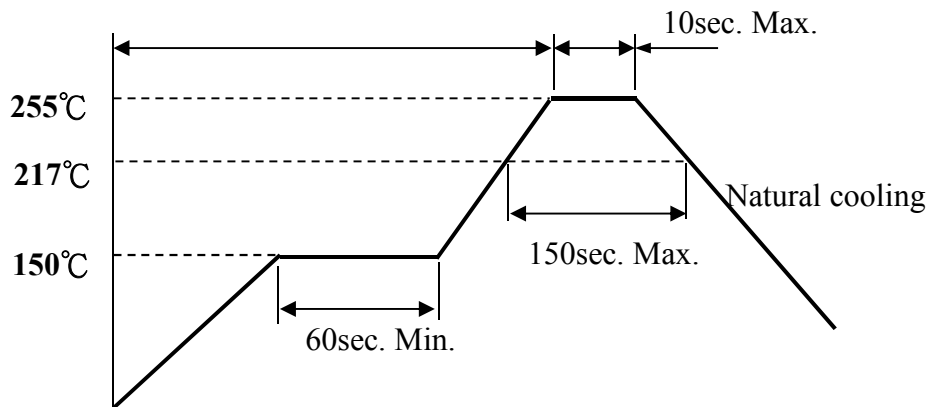 10sec. Max.
255℃
217℃
Natural cooling
150sec. Max.
150℃
60sec. Min.